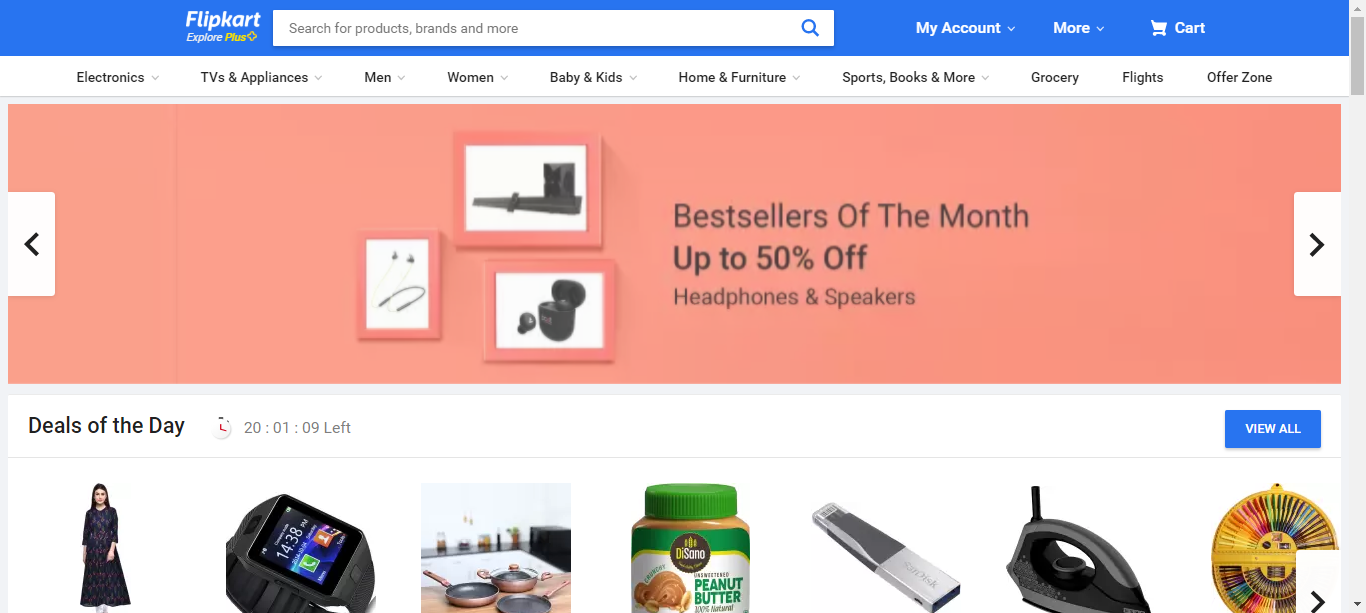 Flipkart
Explore Plus
Search for products, brands and more
My Account
More
Cart
Electronics
TVs & Appliances
Men
Women
Baby & Kids
Home & Furniture
Sports, Books & More
Grocery
Flights
Offer Zone
Bestsellers Of The Month
Up to 50% Off
Headphones & Speakers
Deals of the Day
20 : 01 : 09 Left
VIEW ALL
14:38 PM
DiSano
CRUNCHY
UNSWEETENED
PEANUT
BUTTER
100% Natural
SanDisk